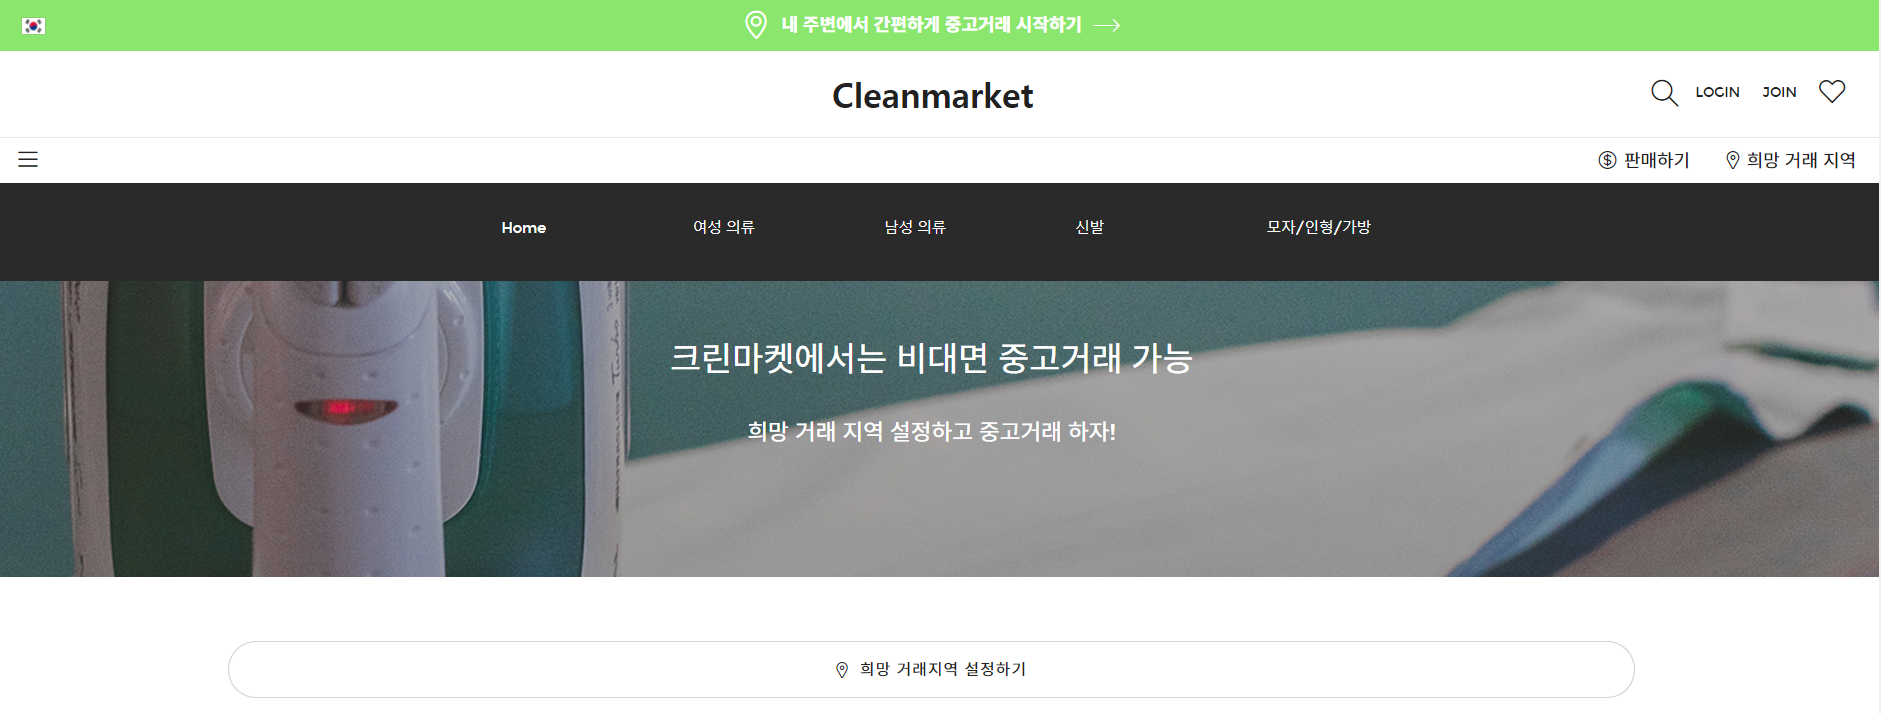 내 주변에서 간편하게 중고거래 시작하기
Cleanmarket
LOGIN
JOIN
판매하기
희망 거래 지역
Home
여성 의류
남성 의류
신발
모자/인형/가방
크린마켓에서는 비대면 중고거래 가능
희망 거래 지역 설정하고 중고거래 하자!
희망 거래지역 설정하기